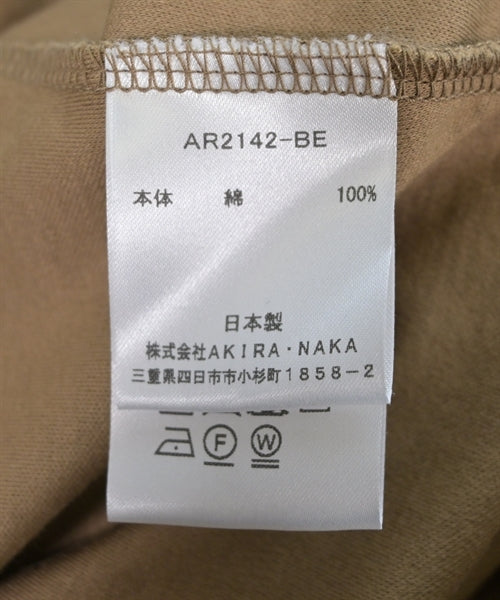 AR2142-BE
本体 綿 100%
日本製
株式会社AKIRA・NAKA
三重県四日市市小杉町1858-2
F W